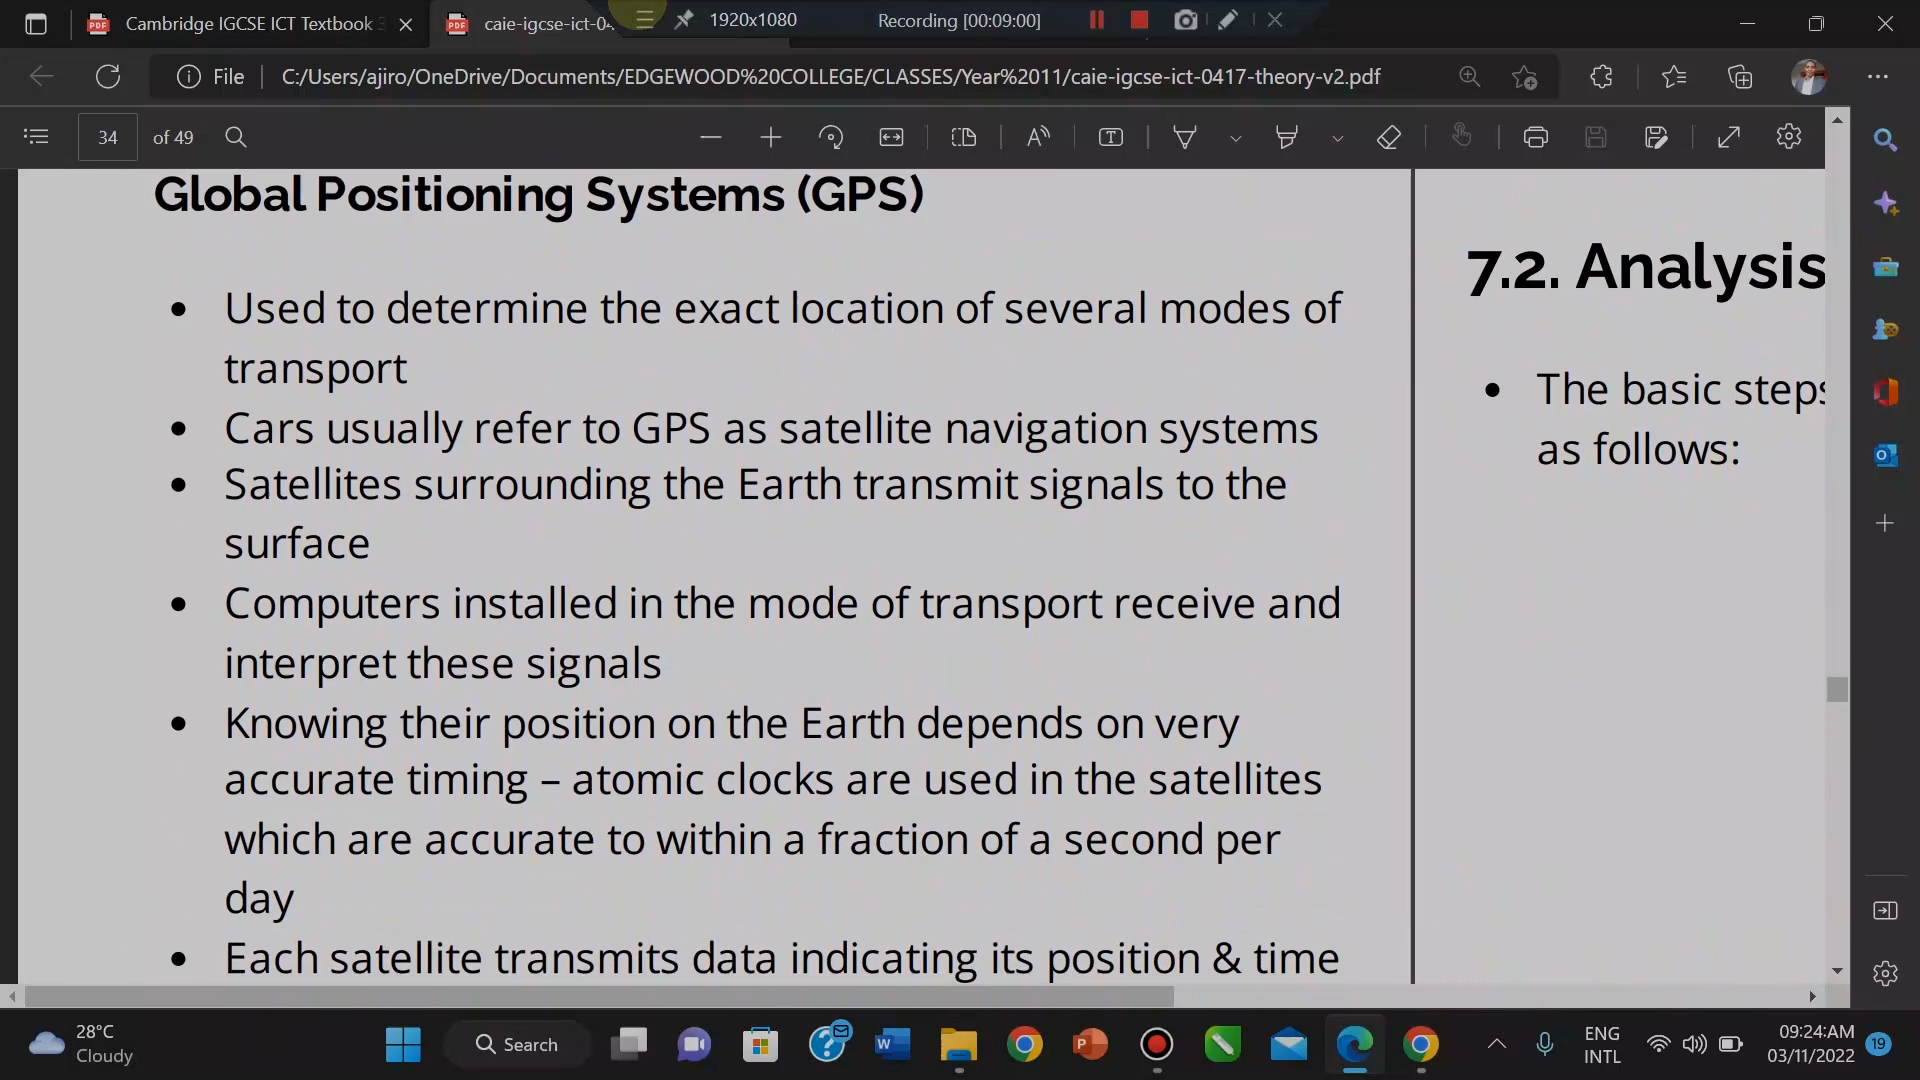 Cambridge IGCSE ICT Textbook 3
caie-igcse-ict-04
1920x1080
Recording [00:09:00]
File
C:/Users/ajiro/OneDrive/Documents/EDGEWOOD%20COLLEGE/CLASSES/Year%2011/caie-igcse-ict-0417-theory-v2.pdf
34 of 49
Global Positioning Systems (GPS)
• Used to determine the exact location of several modes of
transport
• Cars usually refer to GPS as satellite navigation systems
• Satellites surrounding the Earth transmit signals to the
surface
• Computers installed in the mode of transport receive and
interpret these signals
• Knowing their position on the Earth depends on very
accurate timing – atomic clocks are used in the satellites
which are accurate to within a fraction of a second per
day
• Each satellite transmits data indicating its position & time
7.2. Analysis
• The basic steps
as follows:
28°C
Cloudy
Search
ENG
INTL
09:24:AM
03/11/2022
19